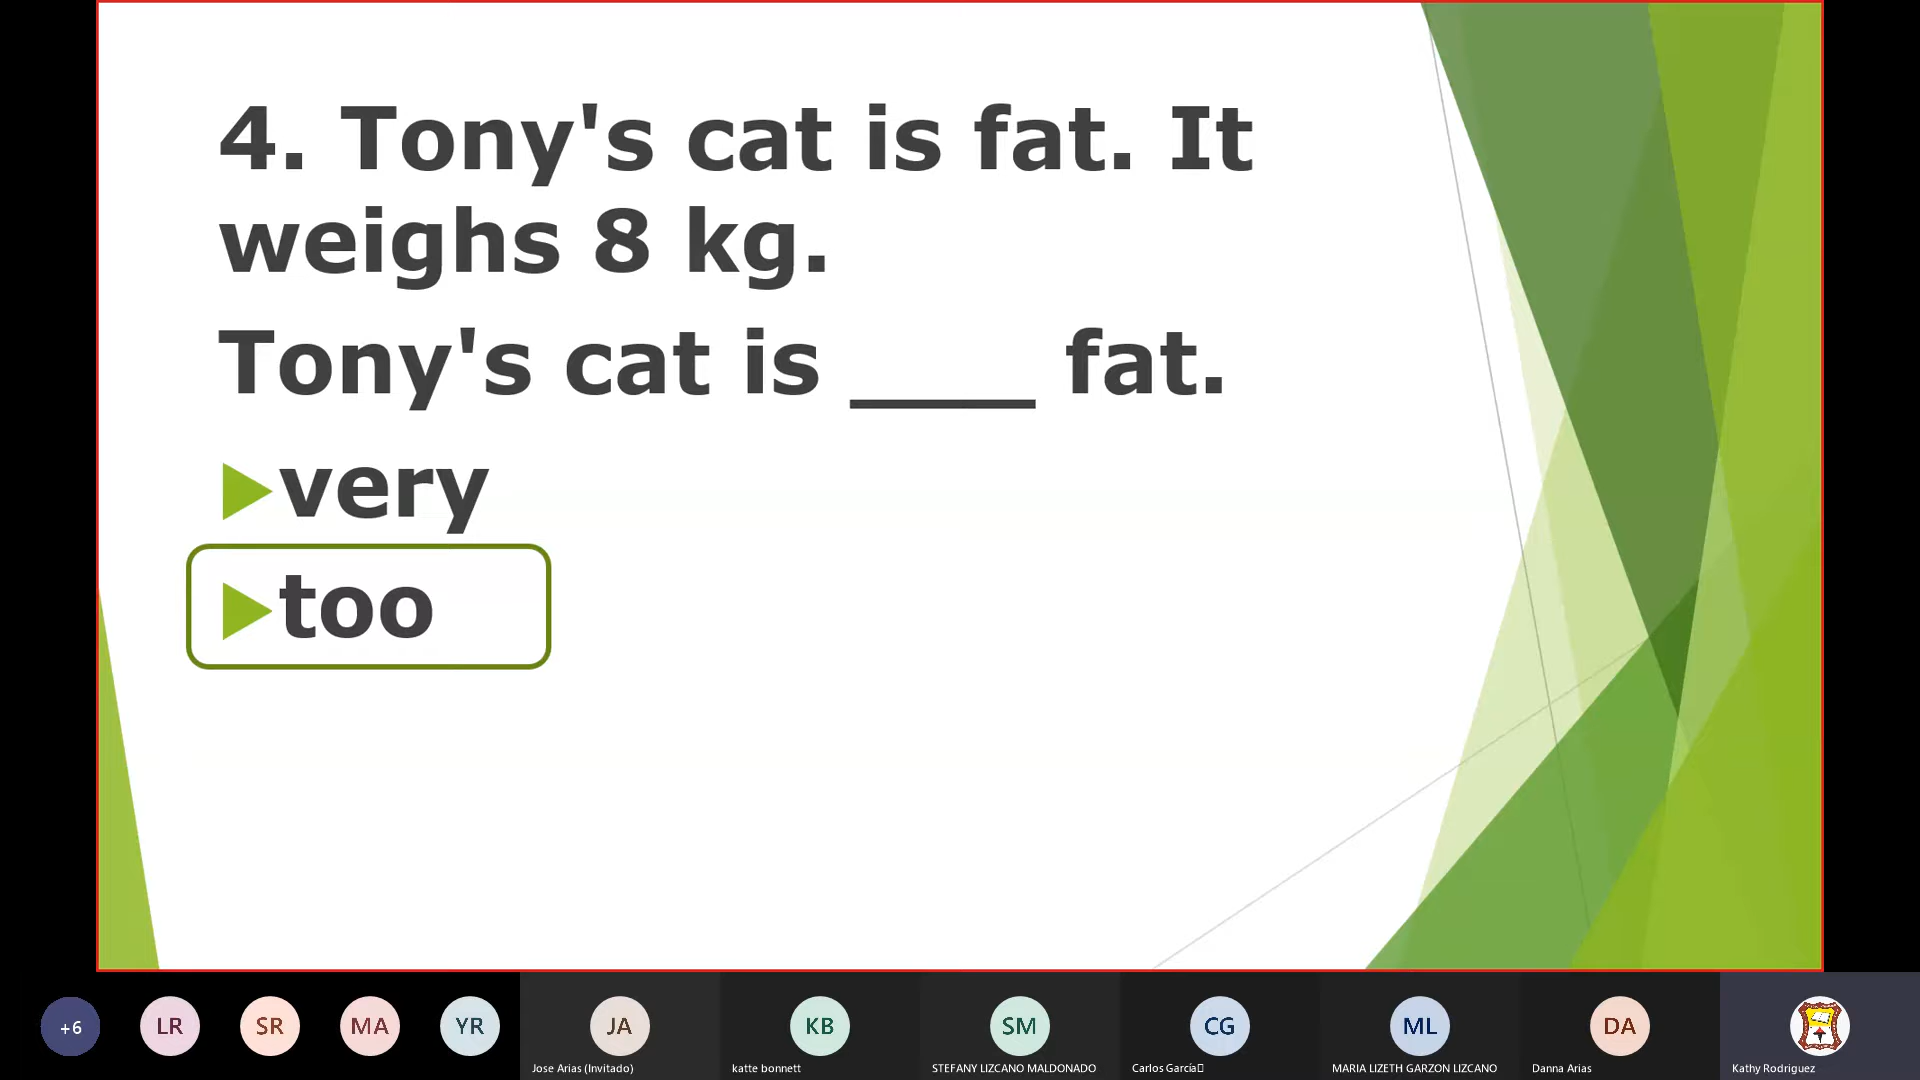 4. Tony's cat is fat. It
weighs 8 kg.
Tony's cat is ____ fat.
very
too
+6
LR
SR
MA
YR
JA
KB
SM
CG
ML
DA
Jose Arias (Invitado)
katte bonnett
STEFANY LIZCANO MALDONADO
Carlos García
MARIA LIZETH GARZON LIZCANO
Danna Arias
Kathy Rodriguez